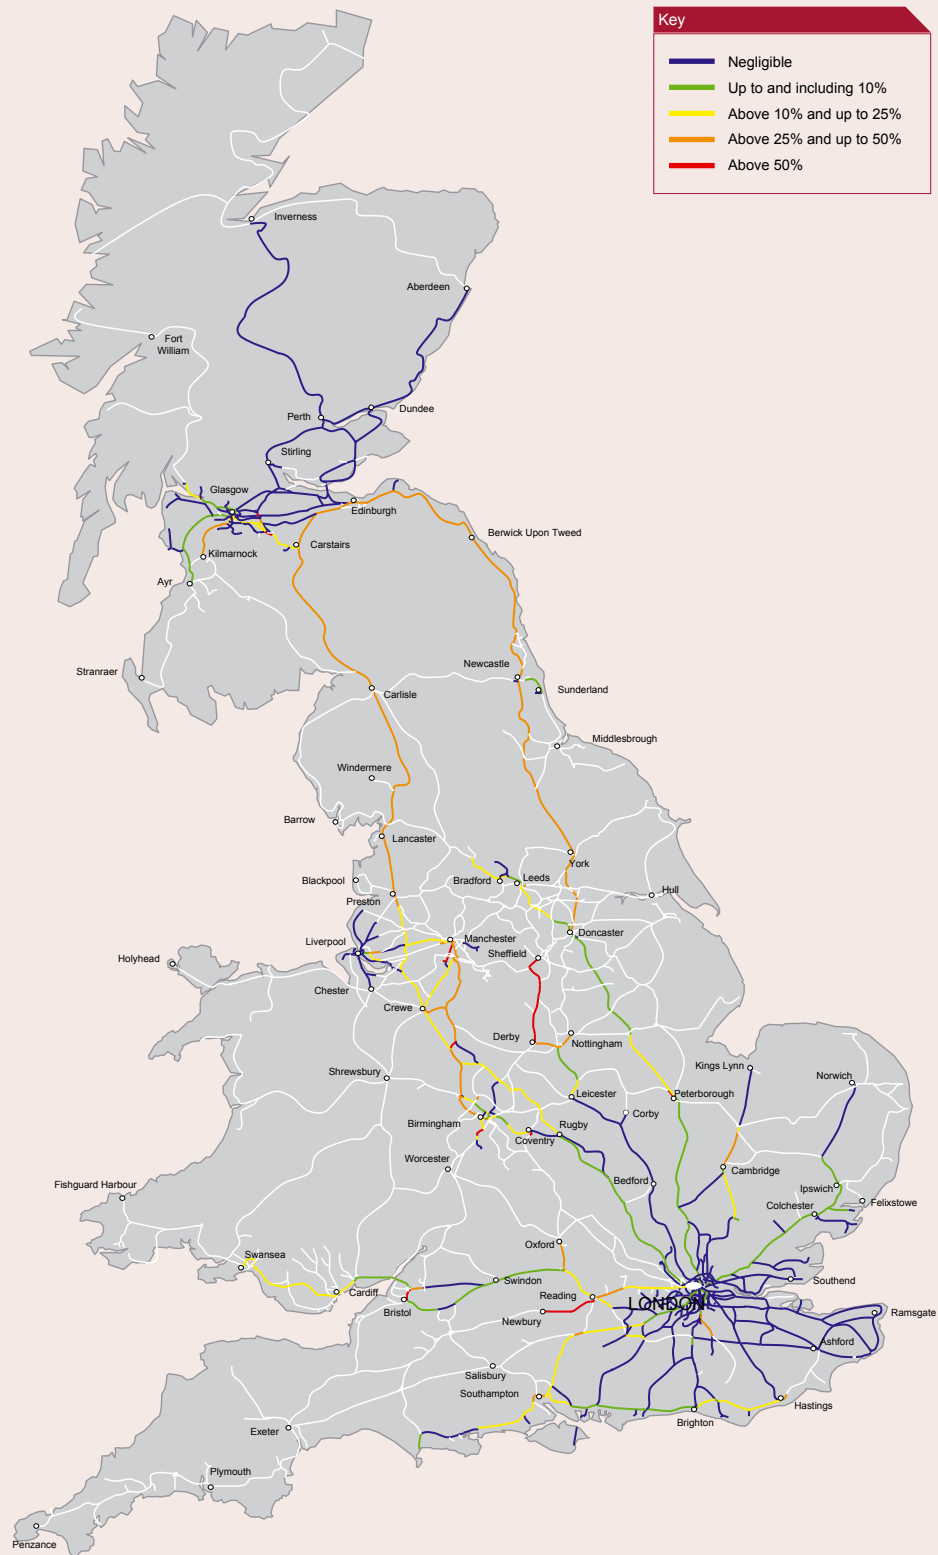 Key
Negligible
Up to and including 10%
Above 10% and up to 25%
Above 25% and up to 50%
Above 50%
Inverness
Aberdeen
Fort
William
Dundee
Perth
Stirling
Glasgow
Edinburgh
Berwick Upon Tweed
Carstairs
Kilmarnock
Ayr
Newcastle
Stranraer
Sunderland
Carlisle
Middlesbrough
Windermere
Barrow
Lancaster
York
Blackpool
Bradford
Leeds
Hull
Preston
Doncaster
Manchester
Liverpool
Sheffield
Holyhead
Chester
Crewe
Derby
Nottingham
Kings Lynn
Norwich
Shrewsbury
Leicester
Peterborough
Corby
Birmingham
Rugby
Coventry
Worcester
Cambridge
Bedford
Ipswich
Fishguard Harbour
Colchester
Felixstowe
Oxford
Swansea
Swindon
Southend
Cardiff
Reading
LONDON
Bristol
Newbury
Ramsgate
Ashford
Salisbury
Southampton
Hastings
Brighton
Exeter
Plymouth
Penzance